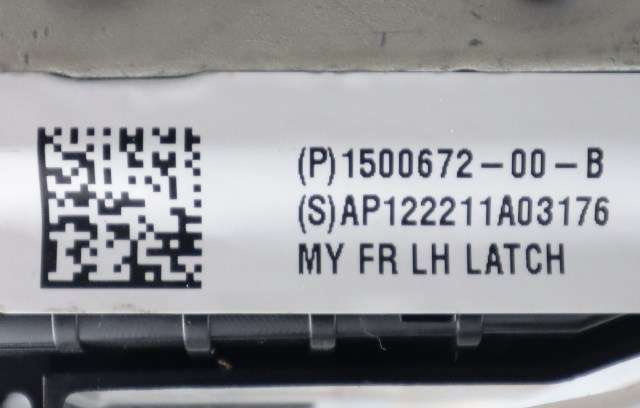 (P)1500672-00-B
(S)AP122211A03176
MY FR LH LATCH